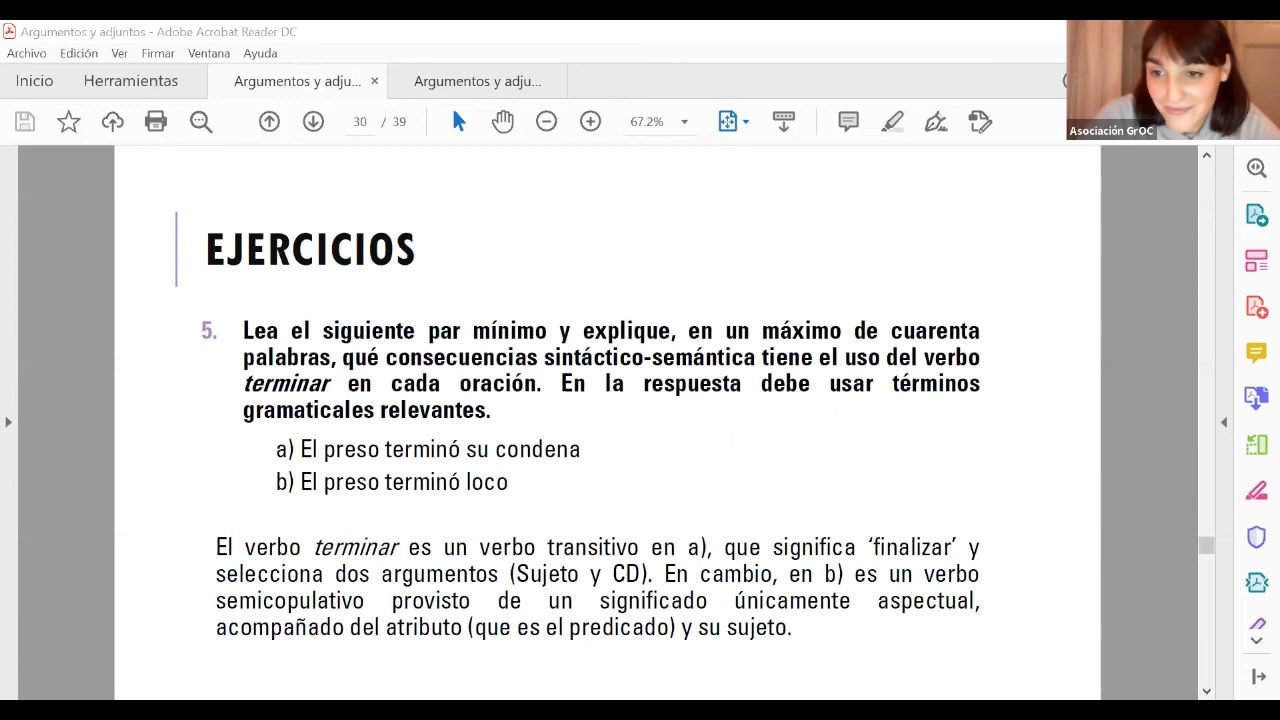 Argumentos y adjuntos - Adobe Acrobat Reader DC
Archivo Edición Ver Firmar Ventana Ayuda
Inicio Herramientas Argumentos y adju... × Argumentos y adju...
30 / 39 67.2%
Asociación GrOC
EJERCICIOS
5. Lea el siguiente par mínimo y explique, en un máximo de cuarenta
palabras, qué consecuencias sintáctico-semántica tiene el uso del verbo
terminar en cada oración. En la respuesta debe usar términos
gramaticales relevantes.
a) El preso terminó su condena
b) El preso terminó loco
El verbo terminar es un verbo transitivo en a), que significa ‘finalizar’ y
selecciona dos argumentos (Sujeto y CD). En cambio, en b) es un verbo
semicopulativo provisto de un significado únicamente aspectual,
acompañado del atributo (que es el predicado) y su sujeto.